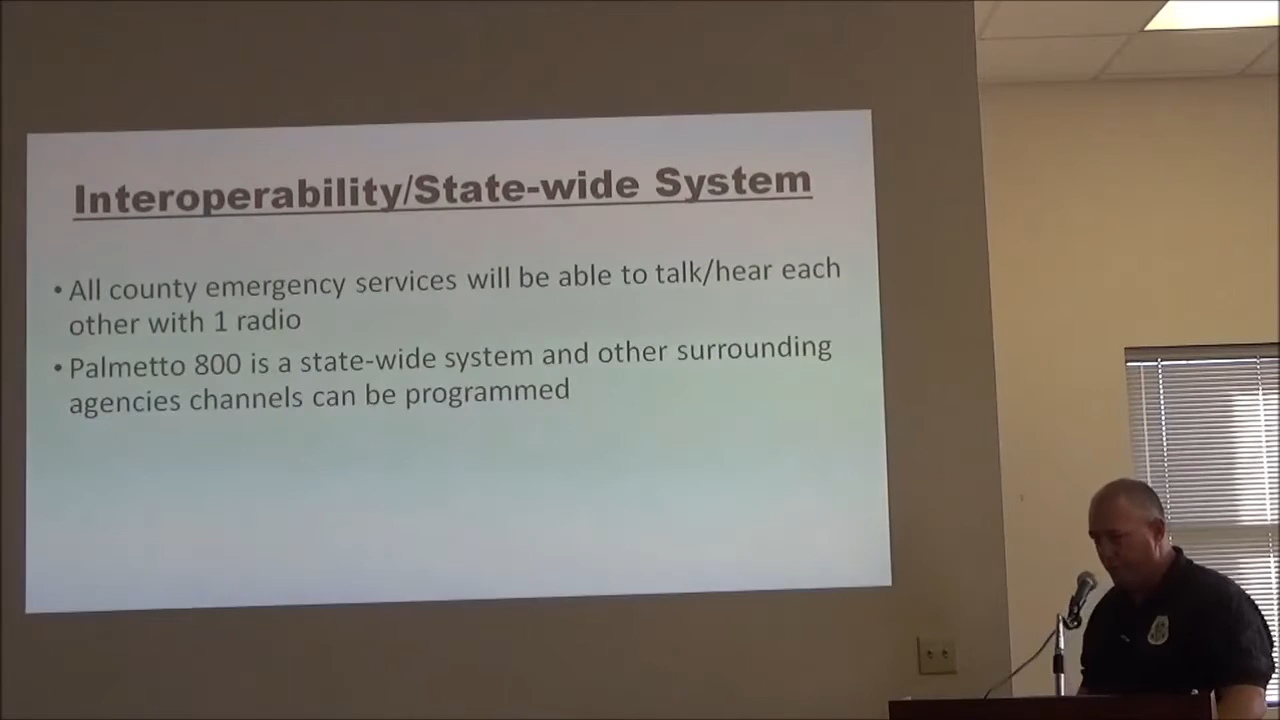 Interoperability/State-wide System
• All county emergency services will be able to talk/hear each
other with 1 radio
• Palmetto 800 is a state-wide system and other surrounding
agencies channels can be programmed